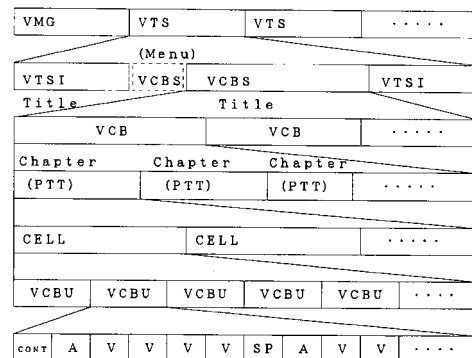 VMG VTS VTS ·····
(Menu)
VTSI VCBS VCBS VTSI
Title Title
VCB VCB ·····
Chapter Chapter Chapter
(PTT) (PTT) (PTT) ·····
CELL CELL ·····
VCBU VCBU VCBU VCBU VCBU ····
CONT A V V V V SP A V V ····